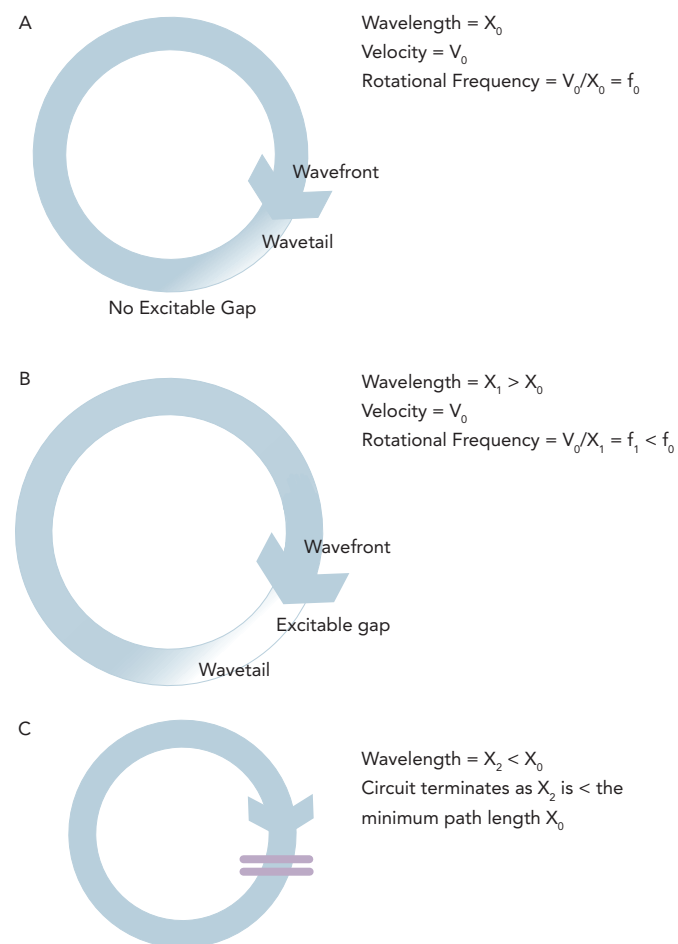 A
Wavelength = X₀
Velocity = V₀
Rotational Frequency = V₀/X₀ = f₀
Wavefront
Wavetail
No Excitable Gap
B
Wavelength = X₁ > X₀
Velocity = V₀
Rotational Frequency = V₀/X₁ = f₁ < f₀
Wavefront
Excitable gap
Wavetail
C
Wavelength = X₂ < X₀
Circuit terminates as X₂ is < the
minimum path length X₀